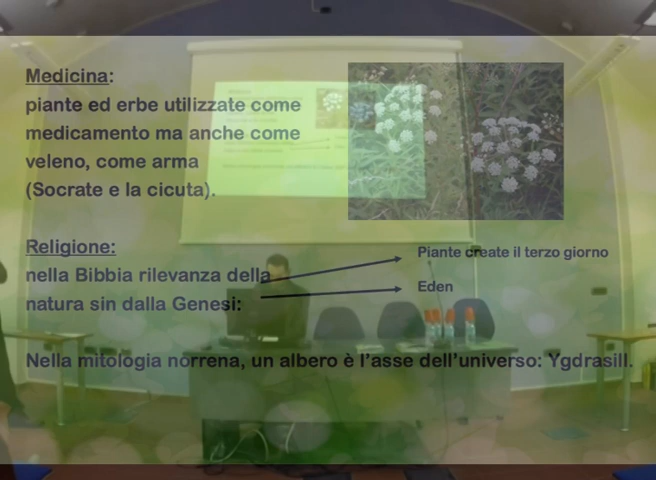 Medicina:
piante ed erbe utilizzate come
medicamento ma anche come
veleno, come arma
(Socrate e la cicuta).
Religione:
nella Bibbia rilevanza della
natura sin dalla Genesi:
Piante create il terzo giorno
Eden
Nella mitologia norrena, un albero è l'asse dell'universo: Ygdrasill.